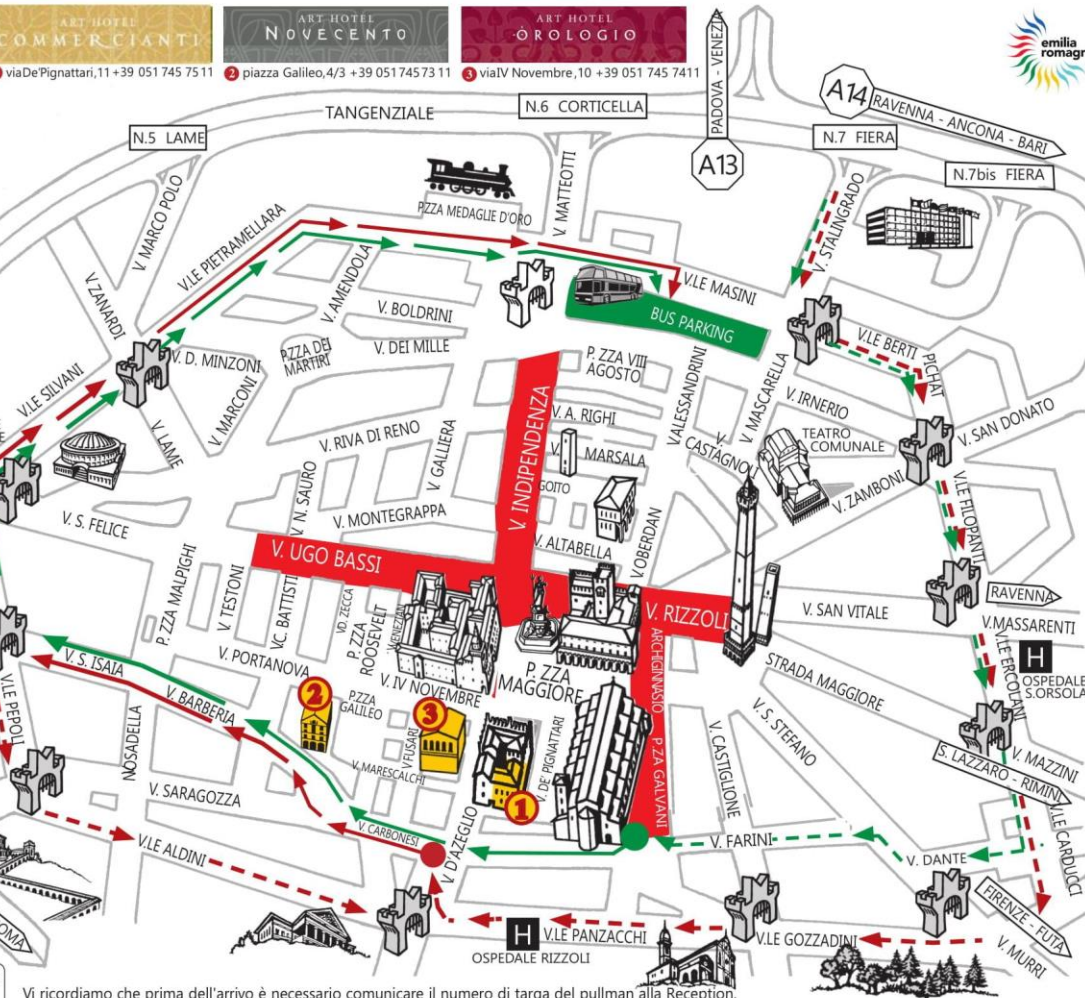 ART HOTEL
COMMERCIANTI
ART HOTEL
NOVECENTO
ART HOTEL
OROLOGIO
viaDe'Pignattari,11 +39 051 745 75 11
2 piazza Galileo,4/3 +39 051 745 73 11
3 viaIV Novembre,10 +39 051 745 7411
emilia
TANGENZIALE
N.5 LAME
N.6 CORTICELLA
PADOVA - VENEZIA
A13
A14
RAVENNA - ANCONA - BARI
N.7 FIERA
N.7bis FIERA
V. MARCO POLO
V.ZANARDI
V.LE PIETRAMELLARA
P.ZZA MEDAGLIE D'ORO
V. MATTEOTTI
V. STALINGRADO
V.LE MASINI
BUS PARKING
V. AMENDOLA
V. BOLDRINI
V. DEI MILLE
P.ZZA DEI
MARTIRI
V. D. MINZONI
V.LE SILVANI
V. LAME
V. MARCONI
V.LE BERTI
PICHAT
P. ZZA VIII
AGOSTO
V. INDIPENDENZA
V. A. RIGHI
V.
MARSALA
GOITO
V.ALESSANDRINI
V. MASCARELLA
V. IRNERIO
V.
CASTAGNOLI
TEATRO
COMUNALE
V. SAN DONATO
V. ZAMBONI
V.LE FILOPANTI
V. RIVA DI RENO
V. GALLIERA
V. N. SAURO
V. MONTEGRAPPA
V. S. FELICE
V. UGO BASSI
V. ALTABELLA
V.OBERDAN
V. RIZZOLI
V. SAN VITALE
RAVENNA
V.MASSARENTI
H
OSPEDALE
S.ORSOLA
V.LE ERCOLANI
P. ZZA MALPIGHI
V. TESTONI
V.C. BATTISTI
VD. ZECCA
P. ZZA
ROOSEVELT
V. PORTANOVA
V. IV NOVEMBRE
P. ZZA
MAGGIORE
ARCHIGINNASIO
P.ZA GALVANI
STRADA MAGGIORE
V. S. STEFANO
V. CASTIGLIONE
V. MAZZINI
S. LAZZARO - RIMINI
V.LE CARDUCCI
V. S. ISAIA
V. BARBERIA
V.LE PEPOLI
NOSADELLA
2
P.ZZA
GALILEO
3
V.FUSARI
V. MARESCALCHI
V. DE' PIGNATTARI
1
V. SARAGOZZA
V. CARBONESI
V. D'AZEGLIO
V. FARINI
V. DANTE
V.LE ALDINI
FIRENZE - FUTA
H
OSPEDALE RIZZOLI
V.LE PANZACCHI
V.LE GOZZADINI
V. MURRI
Vi ricordiamo che prima dell'arrivo è necessario comunicare il numero di targa del pullman alla Reception.